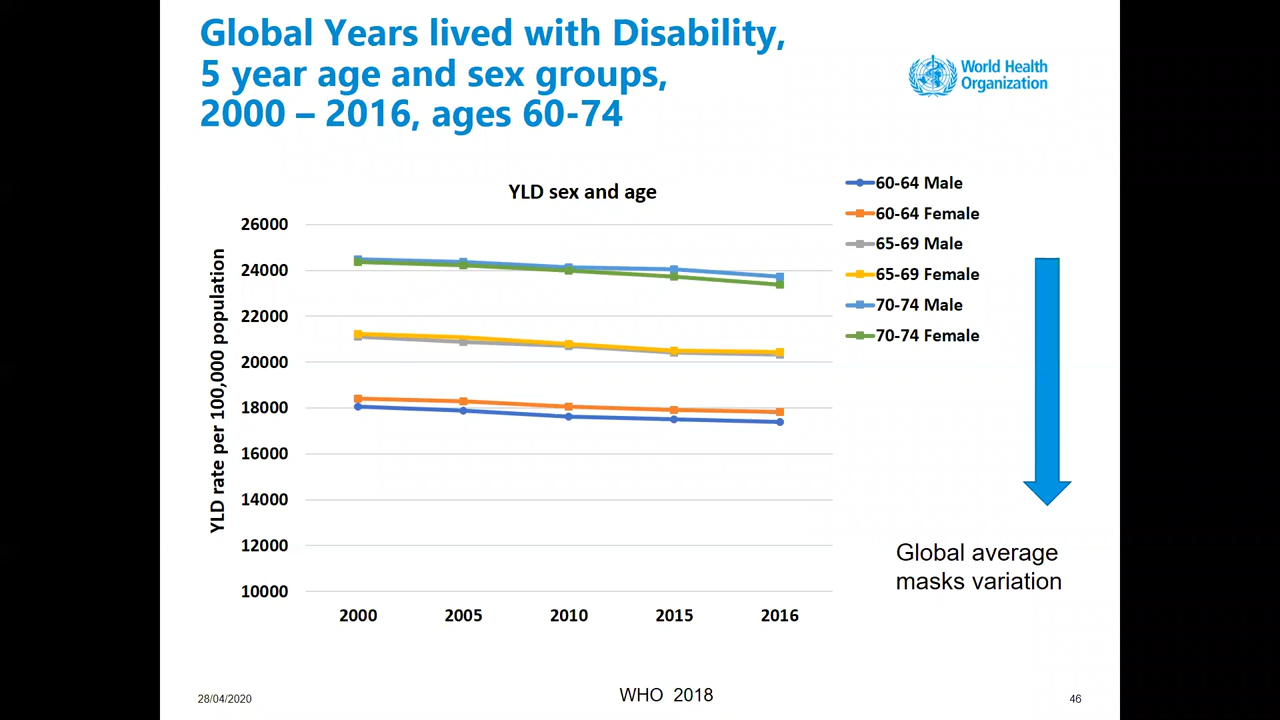 Global Years lived with Disability,
5 year age and sex groups,
2000 – 2016, ages 60-74
World Health
Organization
YLD sex and age
YLD rate per 100,000 population
26000
24000
22000
20000
18000
16000
14000
12000
10000
2000 2005 2010 2015 2016
60-64 Male
60-64 Female
65-69 Male
65-69 Female
70-74 Male
70-74 Female
Global average
masks variation
28/04/2020
WHO 2018
46